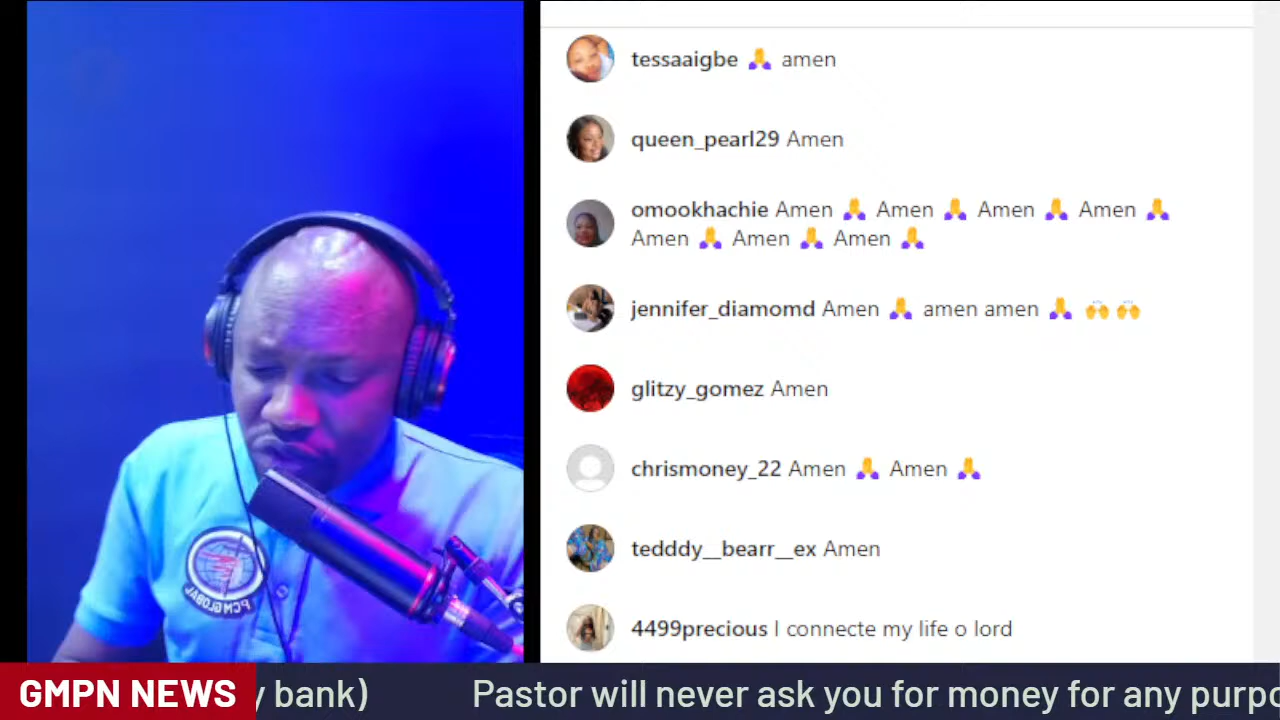 tessaaigbe 🙏 amen
queen_pearl29 Amen
omookhachie Amen 🙏 Amen 🙏 Amen 🙏 Amen 🙏
Amen 🙏 Amen 🙏 Amen 🙏
jennifer_diamomd Amen 🙏 amen amen 🙏 🙌 🙌
glitzy_gomez Amen
chrismoney_22 Amen 🙏 Amen 🙏
tedddy__bearr__ex Amen
4499precious I connecte my life o lord
PCM GLOBAL
GMPN NEWS y bank) Pastor will never ask you for money for any purpo